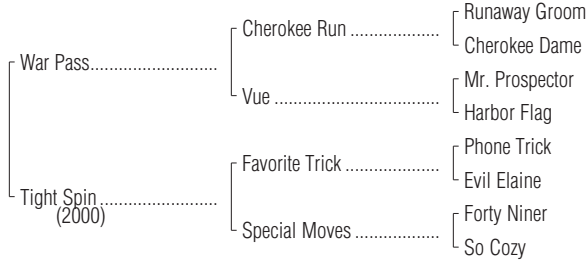 Runaway Groom
Cherokee Run ....................
Cherokee Dame
War Pass.............................
Mr. Prospector
Vue .....................................
Harbor Flag
Phone Trick
Favorite Trick .....................
Evil Elaine
Tight Spin...........................
(2000)
Forty Niner
Special Moves ...................
So Cozy